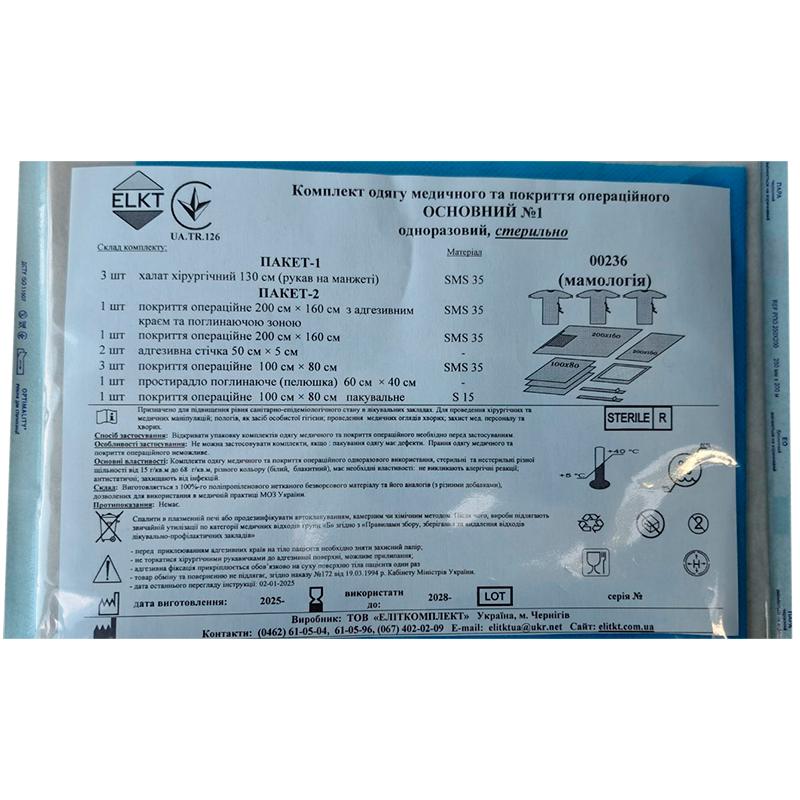 ELKT
UA.TR.126
Комплект одягу медичного та покриття операційного
ОСНОВНИЙ №1
одноразовий, стерильно
Склад комплекту:
Матеріал
ПАКЕТ-1
00236
(мамологія)
3 шт халат хірургічний 130 см (рукав на манжеті) SMS 35
ПАКЕТ-2
1 шт покриття операційне 200 см × 160 см з адгезивним SMS 35
краєм та поглинаючою зоною
1 шт покриття операційне 200 см × 160 см SMS 35
2 шт адгезивна стічка 50 см × 5 см -
3 шт покриття операційне 100 см × 80 см SMS 35
1 шт простирадло поглинаюче (пелюшка) 60 см × 40 см -
1 шт покриття операційне 100 см × 80 см пакувальне S 15
200x160
200x160
100x80
Призначено для підвищення рівня санітарно-епідеміологічного стану в лікувальних закладах. Для проведення хірургічних та
медичних маніпуляцій; пологів, як засіб особистої гігієни; проведення медичних оглядів хворих; захист мед. персоналу та
хворих.
STERILE R
Спосіб застосування: Відкривати упаковку комплектів одягу медичного та покриття операційного необхідно перед застосуванням.
Особливості застосування: Не можна використовувати, якщо - пакування одягу має дефекти. Прання одягу медичного та
покриття операційного неможливе.
Основні властивості: Комплекти одягу медичного та покриття операційного одноразового використання, стерильні та нестерильні різної
щільності від 15 г/кв.м до 68 г/кв.м, різного кольору (білий, блакитний), має необхідні властивості: не викликають алергічні реакції;
антистатичні; захищають від інфекцій.
Склад: Виготовляється з 100%-го поліпропіленового нетканого безворсового матеріалу та його аналогів (з різними добавками),
дозволених для використання в медичній практиці МОЗ України.
Протипоказання: Немає.
+40 °C
+5 °C
Спалити в плазменній печі або продезинфікувати автоклавуванням, камерним чи хімічним методом. Після чого, вироби підлягають
звичайній утилізації по категорії медичних відходів групи «Б» згідно з «Правилами збору, зберігання та видалення відходів
лікувально-профілактичних закладах»
2
- перед приклеюванням адгезивних країв на тіло пацієнта необхідно зняти захисний папір;
- не торкатися хірургічними рукавичками до адгезивної поверхні, можливе прилипання;
- адгезивна фіксація прикріплюється обов'язково на суху поверхню тіла пацієнта один раз
- товар обміну та поверненню не підлягає, згідно наказу №172 від 19.03.1994 р. Кабінету Міністрів України.
- дата останнього перегляду інструкції: 02-01-2025
H
дата виготовлення: 2025- використати до: 2028- LOT серія №
Виробник: ТОВ «ЕЛІТКОМПЛЕКТ» Україна, м. Чернігів
Контакти: (0462) 61-05-04, 61-05-96, (067) 402-02-09 E-mail: elitktua@ukr.net Сайт: elitkt.com.ua
OPTIMALITY
ПАРА
ЕО